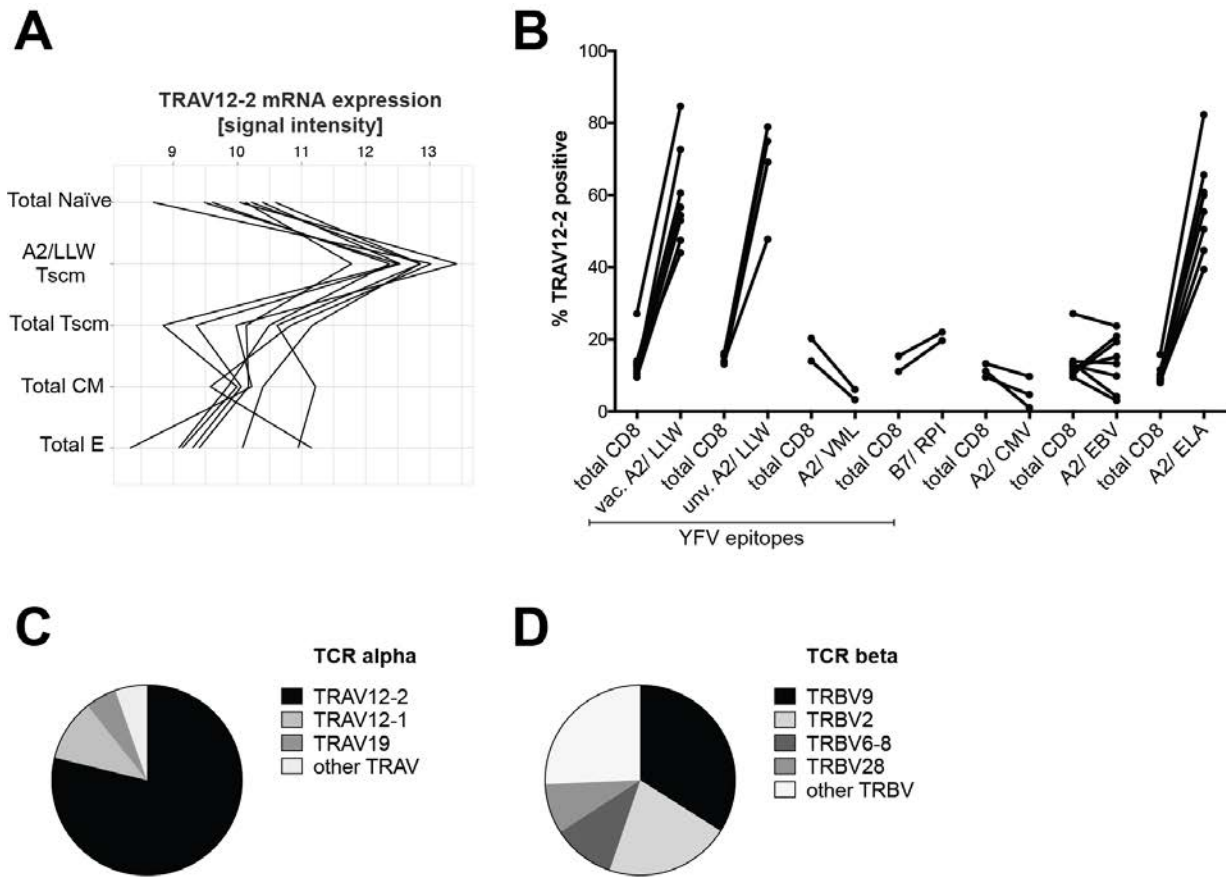 A
TRAV12-2 mRNA expression
[signal intensity]
9 10 11 12 13
Total Naïve
A2/LLW
Tscm
Total Tscm
Total CM
Total E
B
% TRAV12-2 positive
100
80
60
40
20
0
total CD8
vac. A2/ LLW
total CD8
unv. A2/ LLW
total CD8
A2/ VML
total CD8
B7/ RPI
total CD8
A2/ CMV
total CD8
A2/ EBV
total CD8
A2/ ELA
YFV epitopes
C
TCR alpha
TRAV12-2
TRAV12-1
TRAV19
other TRAV
D
TCR beta
TRBV9
TRBV2
TRBV6-8
TRBV28
other TRBV